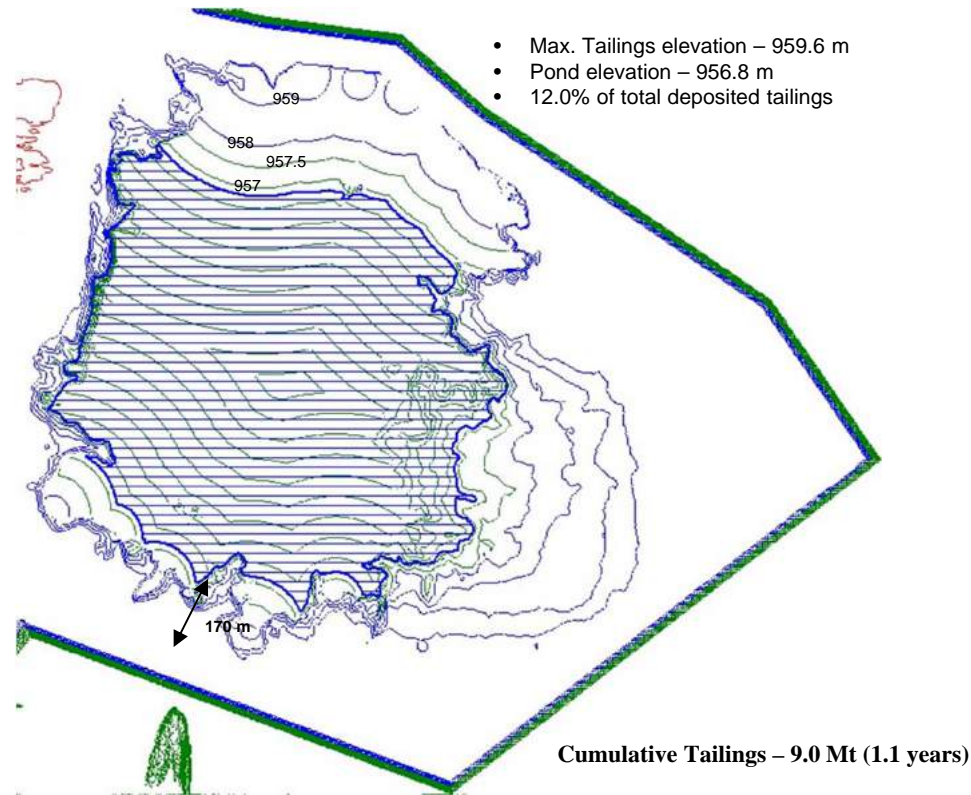 • Max. Tailings elevation – 959.6 m
• Pond elevation – 956.8 m
• 12.0% of total deposited tailings
959
958
957.5
957
170 m
Cumulative Tailings – 9.0 Mt (1.1 years)